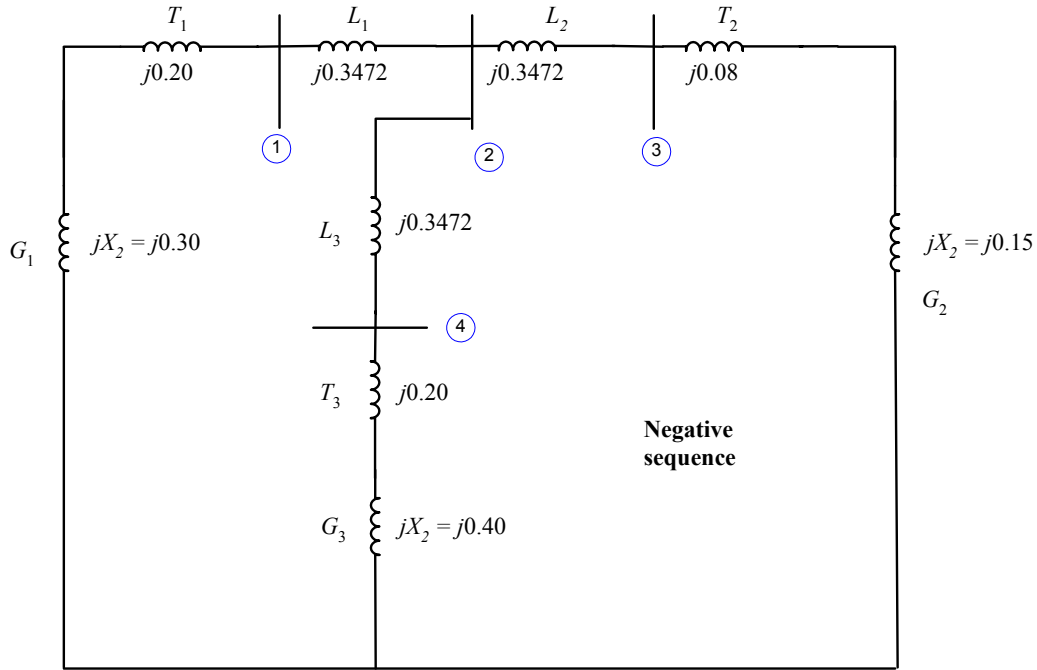 T1 L1 L2 T2
j0.20 j0.3472 j0.3472 j0.08
1 2 3
L3 j0.3472
G1 jX2 = j0.30
jX2 = j0.15
G2
4
T3 j0.20
Negative
sequence
G3 jX2 = j0.40